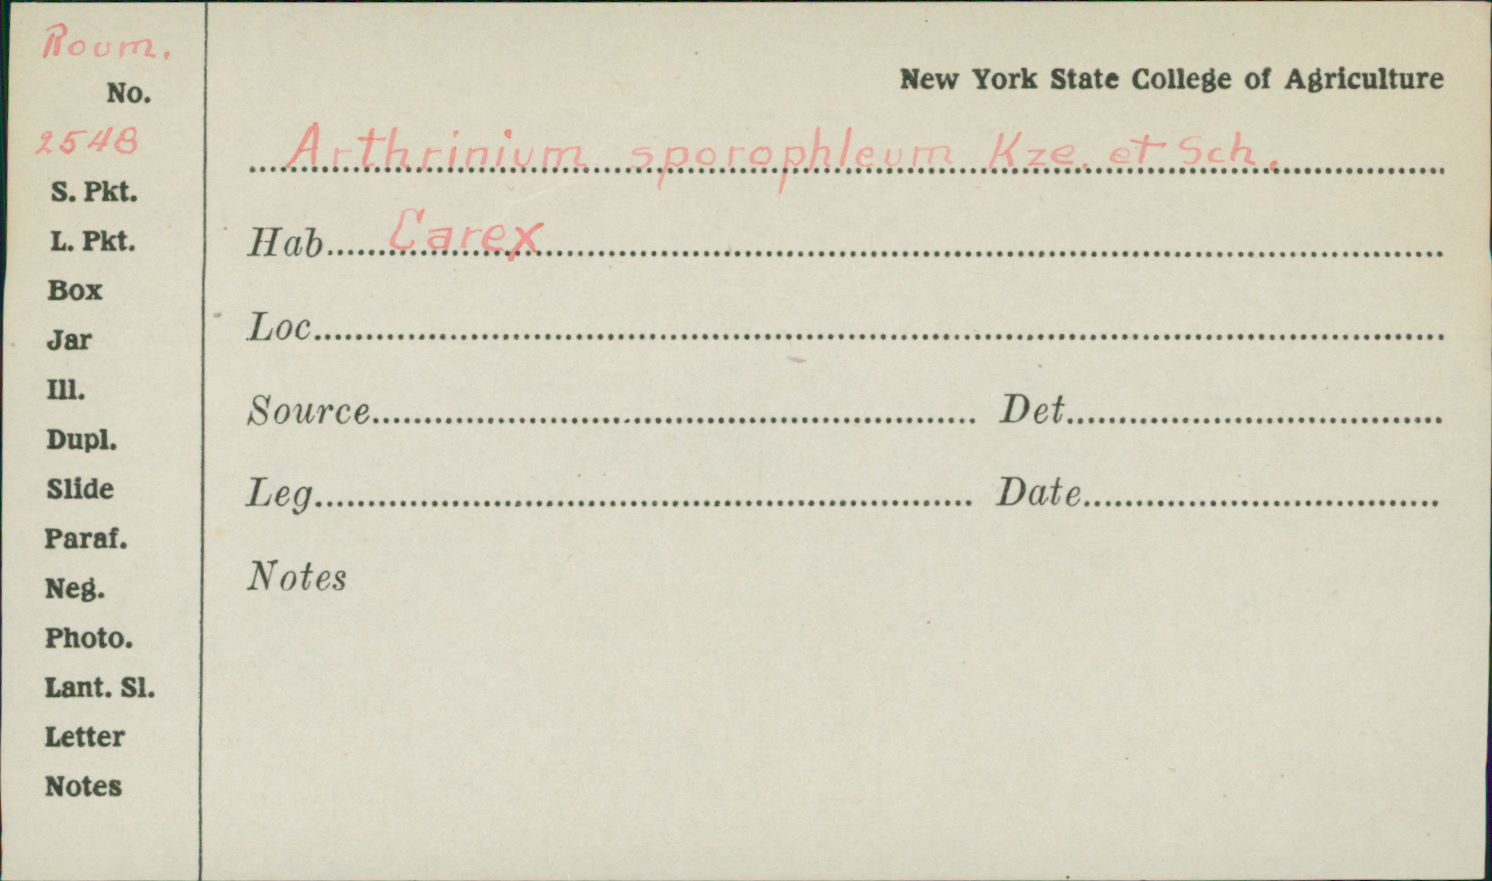 Roum.
No.
2548
S. Pkt.
L. Pkt.
Box
Jar
Ill.
Dupl.
Slide
Paraf.
Neg.
Photo.
Lant. Sl.
Letter
Notes
New York State College of Agriculture
Arthrinium sporophleum Kze. et Sch.
Hab Carex
Loc
Source Det
Leg Date
Notes